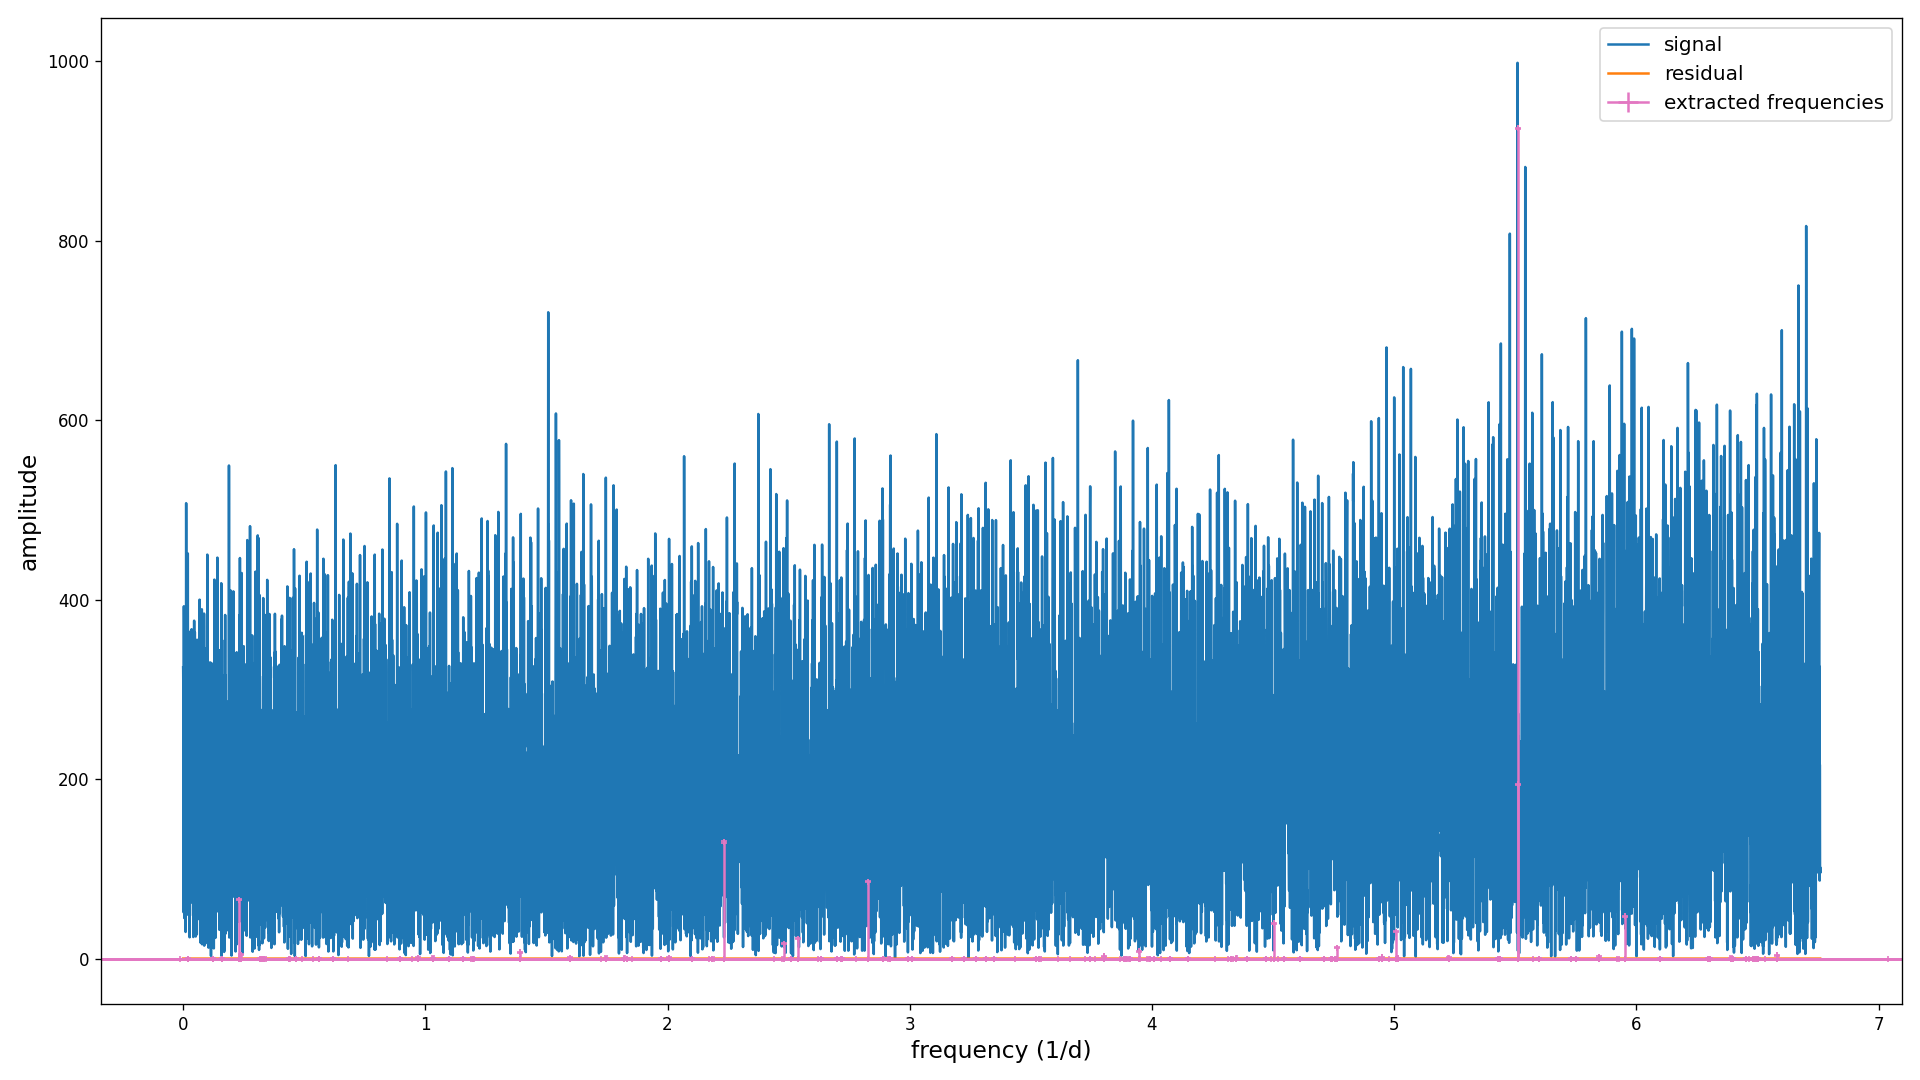 signal
residual
extracted frequencies
1000
800
600
400
200
0
amplitude
0 1 2 3 4 5 6 7
frequency (1/d)